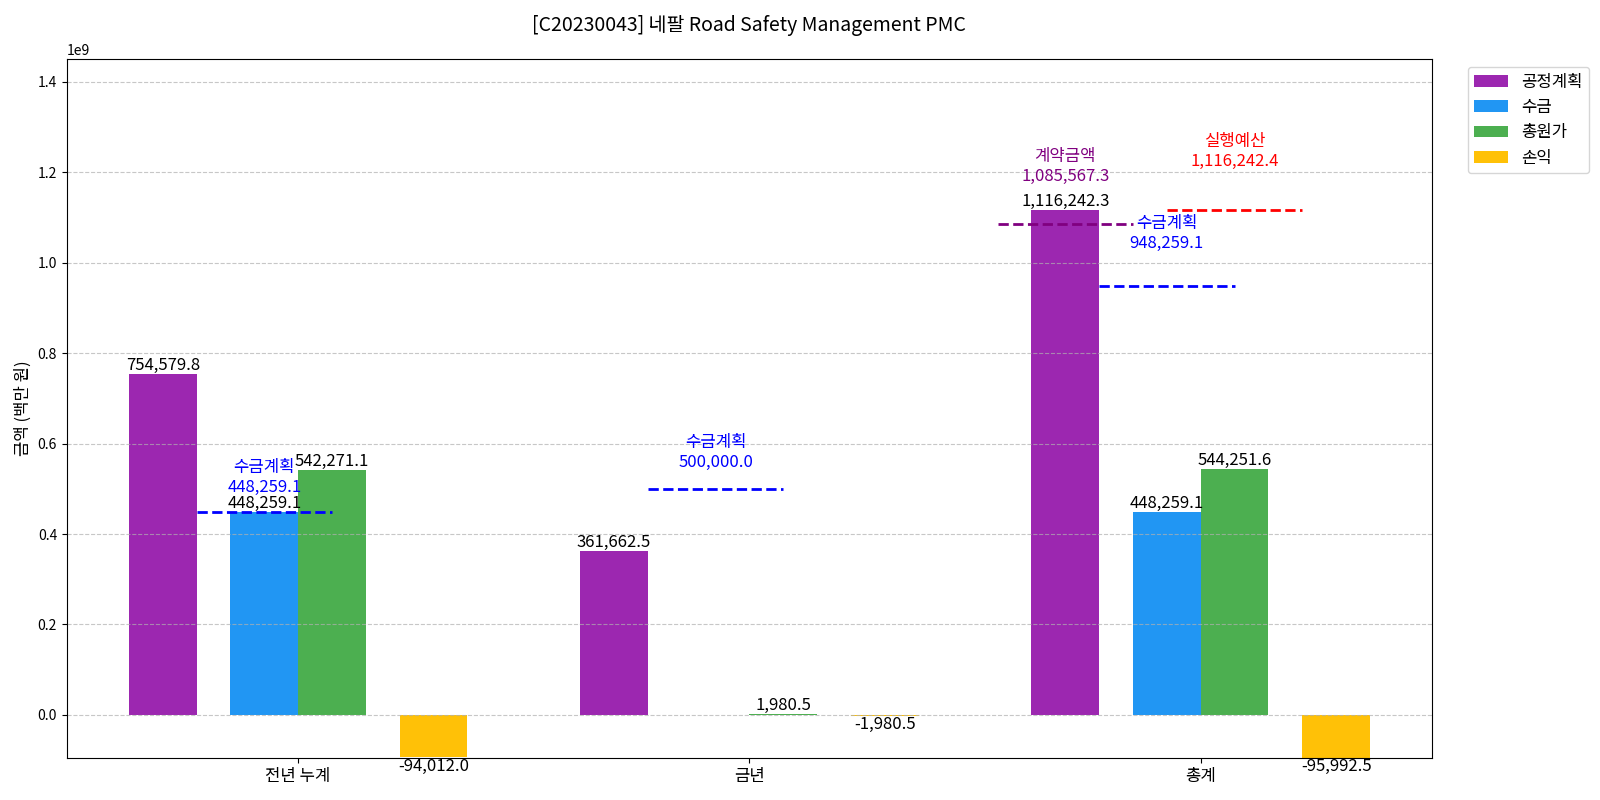 [C20230043] 네팔 Road Safety Management PMC
1e9
1.4
1.2
1.0
0.8
0.6
0.4
0.2
0.0
금액 (백만 원)
공정계획
수금
총원가
손익
754,579.8
수금계획
448,259.1
448,259.1
542,271.1
-94,012.0
361,662.5
수금계획
500,000.0
1,980.5
-1,980.5
계약금액
1,085,567.3
1,116,242.3
수금계획
948,259.1
실행예산
1,116,242.4
448,259.1
544,251.6
-95,992.5
전년 누계
금년
총계